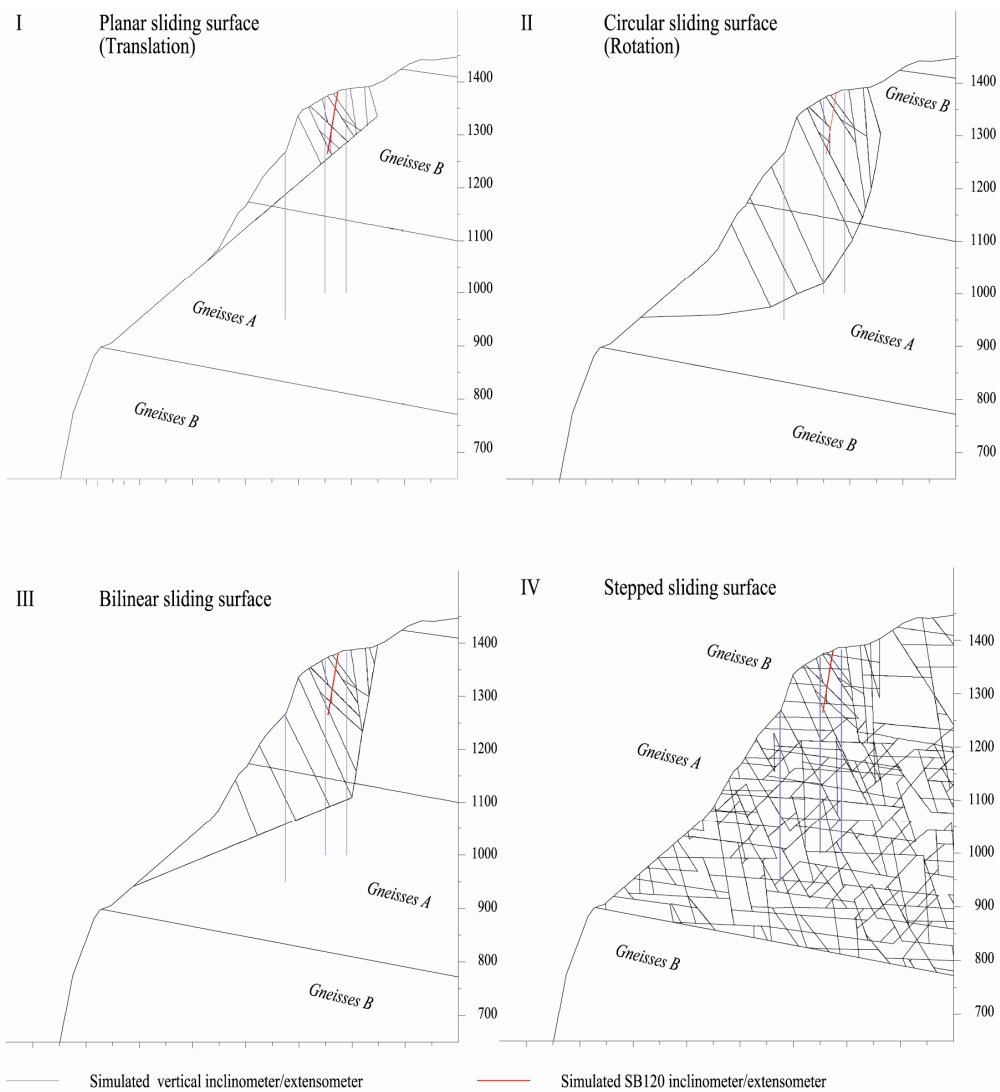 I
Planar sliding surface
(Translation)
1400
1300
Gneisses B
1200
1100
1000
Gneisses A
900
800
Gneisses B
700
II
Circular sliding surface
(Rotation)
1400
Gneisses B
1300
1200
1100
1000
Gneisses A
900
800
Gneisses B
700
III
Bilinear sliding surface
1400
1300
1200
1100
1000
Gneisses A
900
800
Gneisses B
700
IV
Stepped sliding surface
1400
Gneisses B
1300
Gneisses A
1200
1100
1000
900
Gneisses B
800
700
Simulated vertical inclinometer/extensometer
Simulated SB120 inclinometer/extensometer